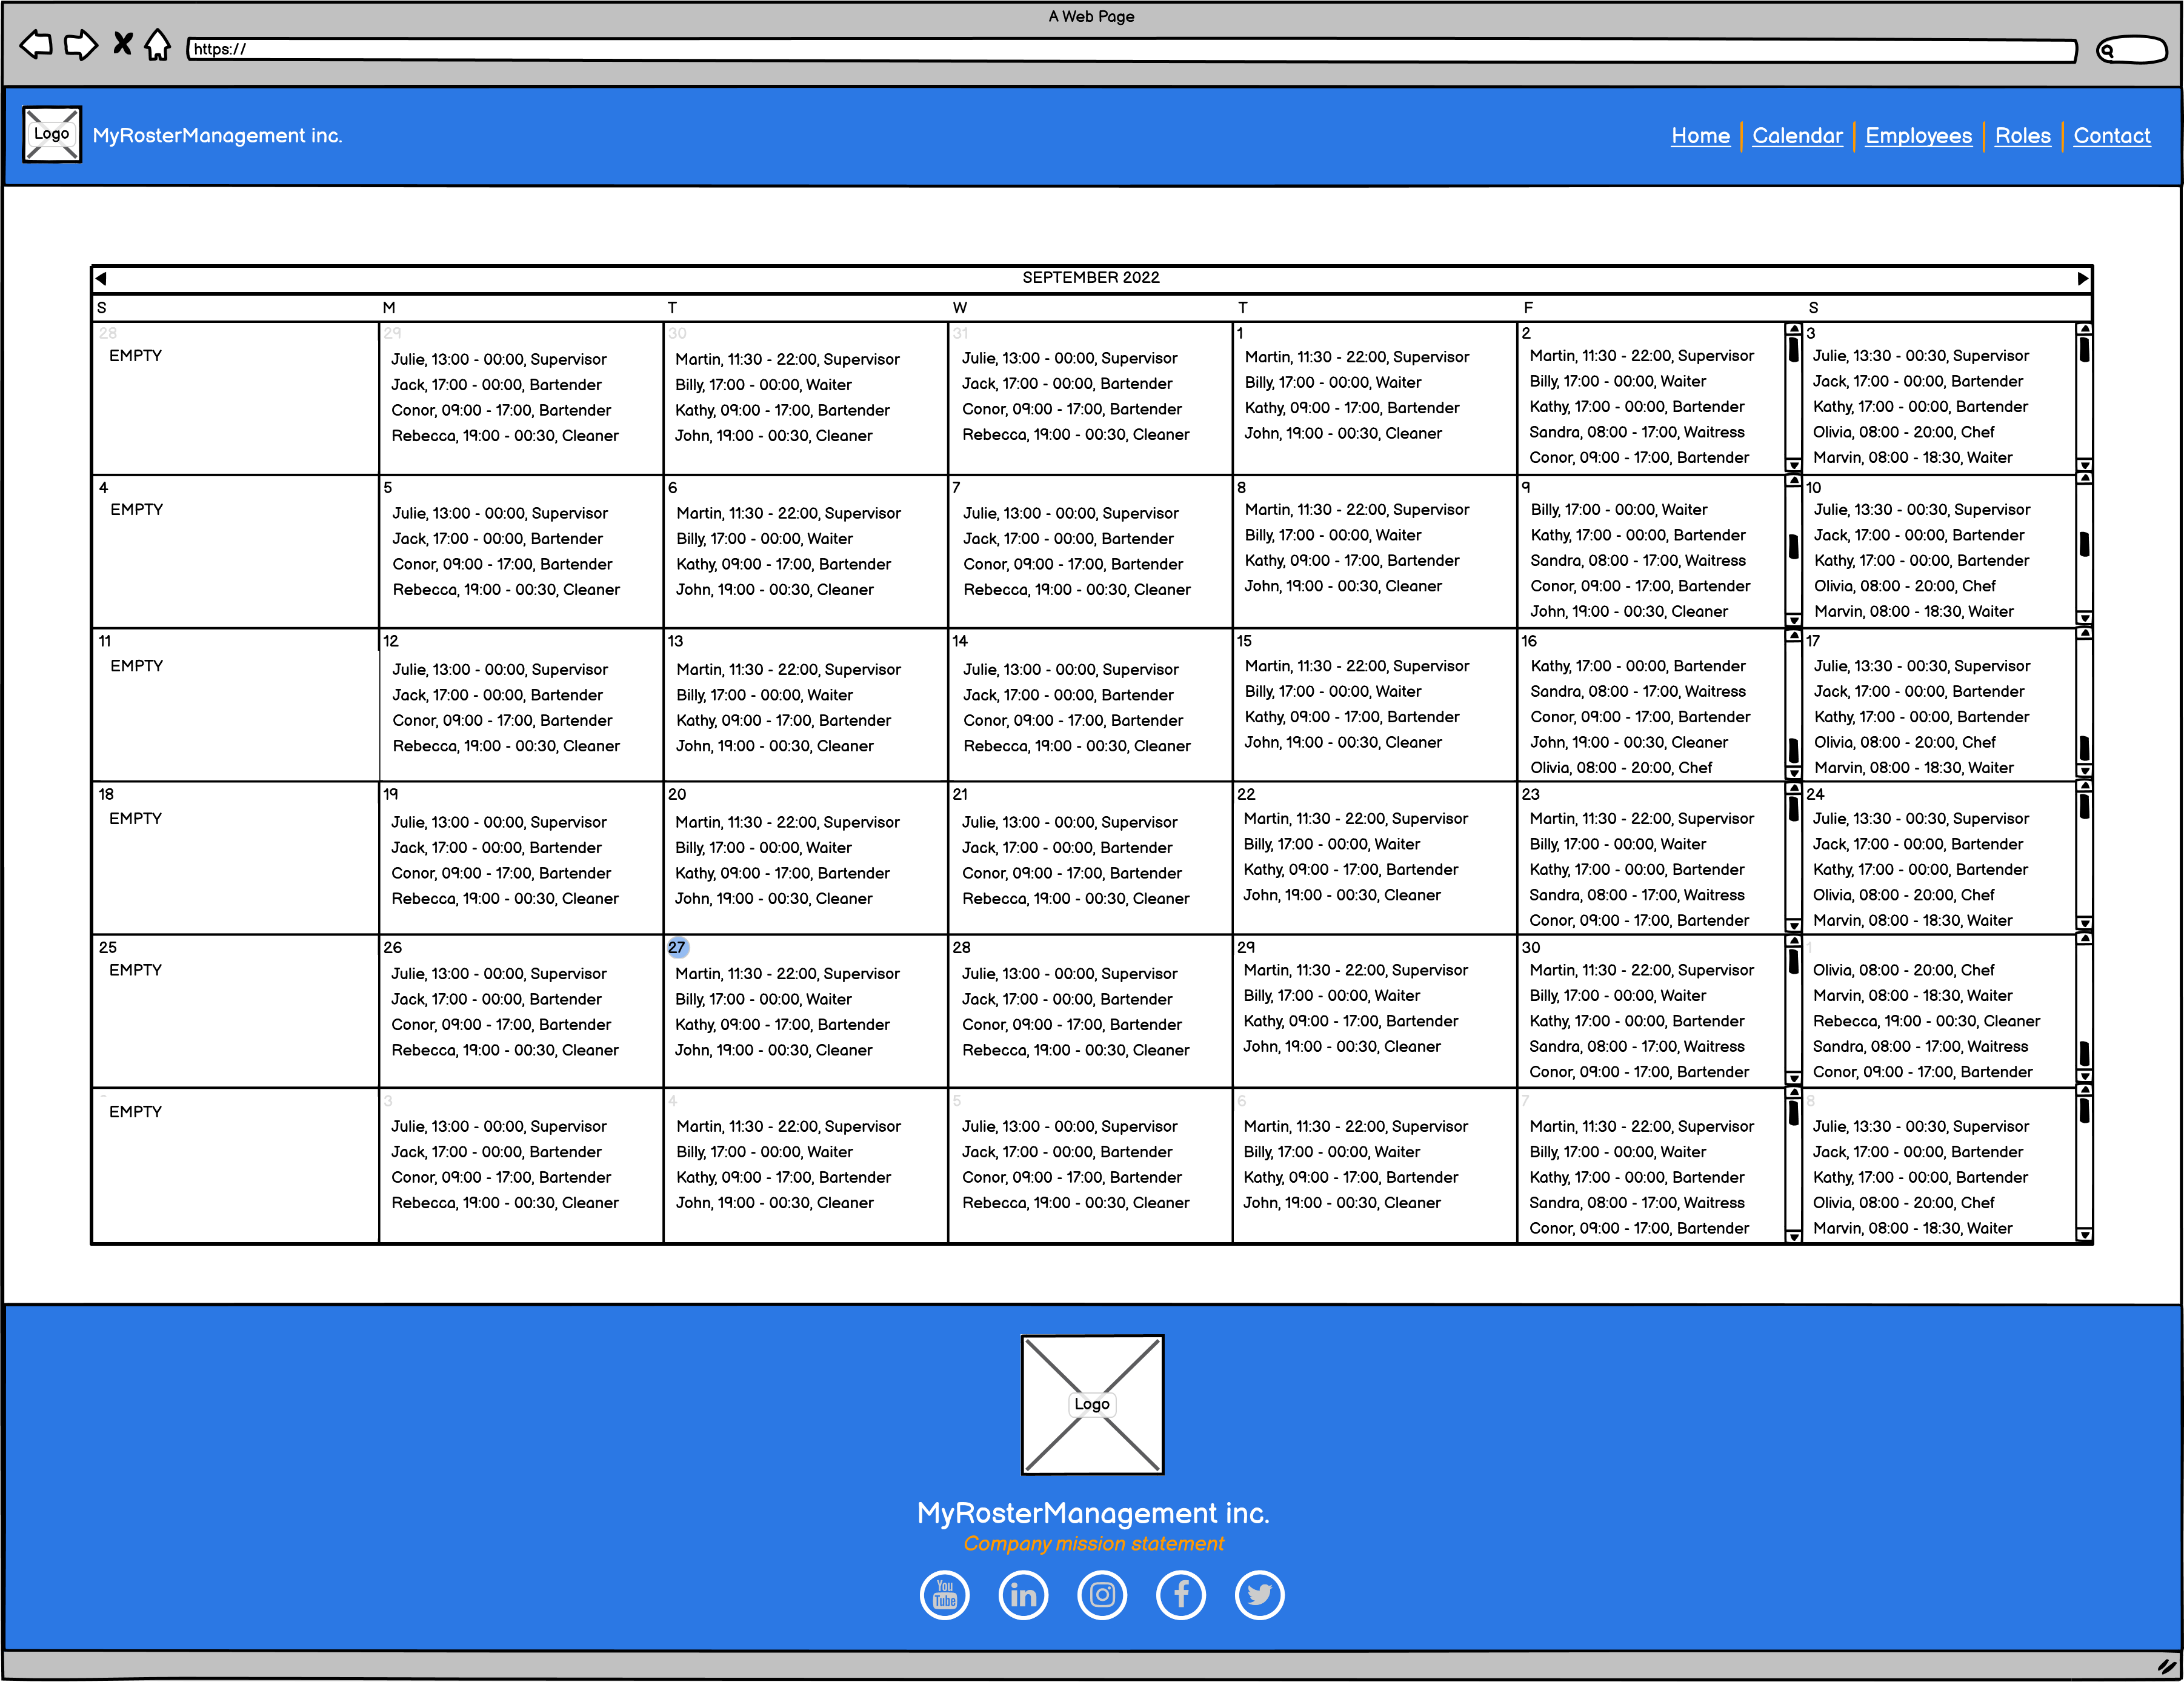 A Web Page
https://
Logo
MyRosterManagement inc.
Home Calendar Employees Roles Contact
SEPTEMBER 2022
S M T W T F S
28
EMPTY
29
Julie, 13:00 - 00:00, Supervisor
Jack, 17:00 - 00:00, Bartender
Conor, 09:00 - 17:00, Bartender
Rebecca, 19:00 - 00:30, Cleaner
30
Martin, 11:30 - 22:00, Supervisor
Billy, 17:00 - 00:00, Waiter
Kathy, 09:00 - 17:00, Bartender
John, 19:00 - 00:30, Cleaner
31
Julie, 13:00 - 00:00, Supervisor
Jack, 17:00 - 00:00, Bartender
Conor, 09:00 - 17:00, Bartender
Rebecca, 19:00 - 00:30, Cleaner
1
Martin, 11:30 - 22:00, Supervisor
Billy, 17:00 - 00:00, Waiter
Kathy, 09:00 - 17:00, Bartender
John, 19:00 - 00:30, Cleaner
2
Martin, 11:30 - 22:00, Supervisor
Billy, 17:00 - 00:00, Waiter
Kathy, 17:00 - 00:00, Bartender
Sandra, 08:00 - 17:00, Waitress
Conor, 09:00 - 17:00, Bartender
3
Julie, 13:30 - 00:30, Supervisor
Jack, 17:00 - 00:00, Bartender
Kathy, 17:00 - 00:00, Bartender
Olivia, 08:00 - 20:00, Chef
Marvin, 08:00 - 18:30, Waiter
4
EMPTY
5
Julie, 13:00 - 00:00, Supervisor
Jack, 17:00 - 00:00, Bartender
Conor, 09:00 - 17:00, Bartender
Rebecca, 19:00 - 00:30, Cleaner
6
Martin, 11:30 - 22:00, Supervisor
Billy, 17:00 - 00:00, Waiter
Kathy, 09:00 - 17:00, Bartender
John, 19:00 - 00:30, Cleaner
7
Julie, 13:00 - 00:00, Supervisor
Jack, 17:00 - 00:00, Bartender
Conor, 09:00 - 17:00, Bartender
Rebecca, 19:00 - 00:30, Cleaner
8
Martin, 11:30 - 22:00, Supervisor
Billy, 17:00 - 00:00, Waiter
Kathy, 09:00 - 17:00, Bartender
John, 19:00 - 00:30, Cleaner
9
Billy, 17:00 - 00:00, Waiter
Kathy, 17:00 - 00:00, Bartender
Sandra, 08:00 - 17:00, Waitress
Conor, 09:00 - 17:00, Bartender
John, 19:00 - 00:30, Cleaner
10
Julie, 13:30 - 00:30, Supervisor
Jack, 17:00 - 00:00, Bartender
Kathy, 17:00 - 00:00, Bartender
Olivia, 08:00 - 20:00, Chef
Marvin, 08:00 - 18:30, Waiter
11
EMPTY
12
Julie, 13:00 - 00:00, Supervisor
Jack, 17:00 - 00:00, Bartender
Conor, 09:00 - 17:00, Bartender
Rebecca, 19:00 - 00:30, Cleaner
13
Martin, 11:30 - 22:00, Supervisor
Billy, 17:00 - 00:00, Waiter
Kathy, 09:00 - 17:00, Bartender
John, 19:00 - 00:30, Cleaner
14
Julie, 13:00 - 00:00, Supervisor
Jack, 17:00 - 00:00, Bartender
Conor, 09:00 - 17:00, Bartender
Rebecca, 19:00 - 00:30, Cleaner
15
Martin, 11:30 - 22:00, Supervisor
Billy, 17:00 - 00:00, Waiter
Kathy, 09:00 - 17:00, Bartender
John, 19:00 - 00:30, Cleaner
16
Kathy, 17:00 - 00:00, Bartender
Sandra, 08:00 - 17:00, Waitress
Conor, 09:00 - 17:00, Bartender
John, 19:00 - 00:30, Cleaner
Olivia, 08:00 - 20:00, Chef
17
Julie, 13:30 - 00:30, Supervisor
Jack, 17:00 - 00:00, Bartender
Kathy, 17:00 - 00:00, Bartender
Olivia, 08:00 - 20:00, Chef
Marvin, 08:00 - 18:30, Waiter
18
EMPTY
19
Julie, 13:00 - 00:00, Supervisor
Jack, 17:00 - 00:00, Bartender
Conor, 09:00 - 17:00, Bartender
Rebecca, 19:00 - 00:30, Cleaner
20
Martin, 11:30 - 22:00, Supervisor
Billy, 17:00 - 00:00, Waiter
Kathy, 09:00 - 17:00, Bartender
John, 19:00 - 00:30, Cleaner
21
Julie, 13:00 - 00:00, Supervisor
Jack, 17:00 - 00:00, Bartender
Conor, 09:00 - 17:00, Bartender
Rebecca, 19:00 - 00:30, Cleaner
22
Martin, 11:30 - 22:00, Supervisor
Billy, 17:00 - 00:00, Waiter
Kathy, 09:00 - 17:00, Bartender
John, 19:00 - 00:30, Cleaner
23
Martin, 11:30 - 22:00, Supervisor
Billy, 17:00 - 00:00, Waiter
Kathy, 17:00 - 00:00, Bartender
Sandra, 08:00 - 17:00, Waitress
Conor, 09:00 - 17:00, Bartender
24
Julie, 13:30 - 00:30, Supervisor
Jack, 17:00 - 00:00, Bartender
Kathy, 17:00 - 00:00, Bartender
Olivia, 08:00 - 20:00, Chef
Marvin, 08:00 - 18:30, Waiter
25
EMPTY
26
Julie, 13:00 - 00:00, Supervisor
Jack, 17:00 - 00:00, Bartender
Conor, 09:00 - 17:00, Bartender
Rebecca, 19:00 - 00:30, Cleaner
27
Martin, 11:30 - 22:00, Supervisor
Billy, 17:00 - 00:00, Waiter
Kathy, 09:00 - 17:00, Bartender
John, 19:00 - 00:30, Cleaner
28
Julie, 13:00 - 00:00, Supervisor
Jack, 17:00 - 00:00, Bartender
Conor, 09:00 - 17:00, Bartender
Rebecca, 19:00 - 00:30, Cleaner
29
Martin, 11:30 - 22:00, Supervisor
Billy, 17:00 - 00:00, Waiter
Kathy, 09:00 - 17:00, Bartender
John, 19:00 - 00:30, Cleaner
30
Martin, 11:30 - 22:00, Supervisor
Billy, 17:00 - 00:00, Waiter
Kathy, 17:00 - 00:00, Bartender
Sandra, 08:00 - 17:00, Waitress
Conor, 09:00 - 17:00, Bartender
1
Olivia, 08:00 - 20:00, Chef
Marvin, 08:00 - 18:30, Waiter
Rebecca, 19:00 - 00:30, Cleaner
Sandra, 08:00 - 17:00, Waitress
Conor, 09:00 - 17:00, Bartender
EMPTY
3
Julie, 13:00 - 00:00, Supervisor
Jack, 17:00 - 00:00, Bartender
Conor, 09:00 - 17:00, Bartender
Rebecca, 19:00 - 00:30, Cleaner
4
Martin, 11:30 - 22:00, Supervisor
Billy, 17:00 - 00:00, Waiter
Kathy, 09:00 - 17:00, Bartender
John, 19:00 - 00:30, Cleaner
5
Julie, 13:00 - 00:00, Supervisor
Jack, 17:00 - 00:00, Bartender
Conor, 09:00 - 17:00, Bartender
Rebecca, 19:00 - 00:30, Cleaner
6
Martin, 11:30 - 22:00, Supervisor
Billy, 17:00 - 00:00, Waiter
Kathy, 09:00 - 17:00, Bartender
John, 19:00 - 00:30, Cleaner
7
Martin, 11:30 - 22:00, Supervisor
Billy, 17:00 - 00:00, Waiter
Kathy, 17:00 - 00:00, Bartender
Sandra, 08:00 - 17:00, Waitress
Conor, 09:00 - 17:00, Bartender
8
Julie, 13:30 - 00:30, Supervisor
Jack, 17:00 - 00:00, Bartender
Kathy, 17:00 - 00:00, Bartender
Olivia, 08:00 - 20:00, Chef
Marvin, 08:00 - 18:30, Waiter
Logo
MyRosterManagement inc.
Company mission statement
You
Tube
in